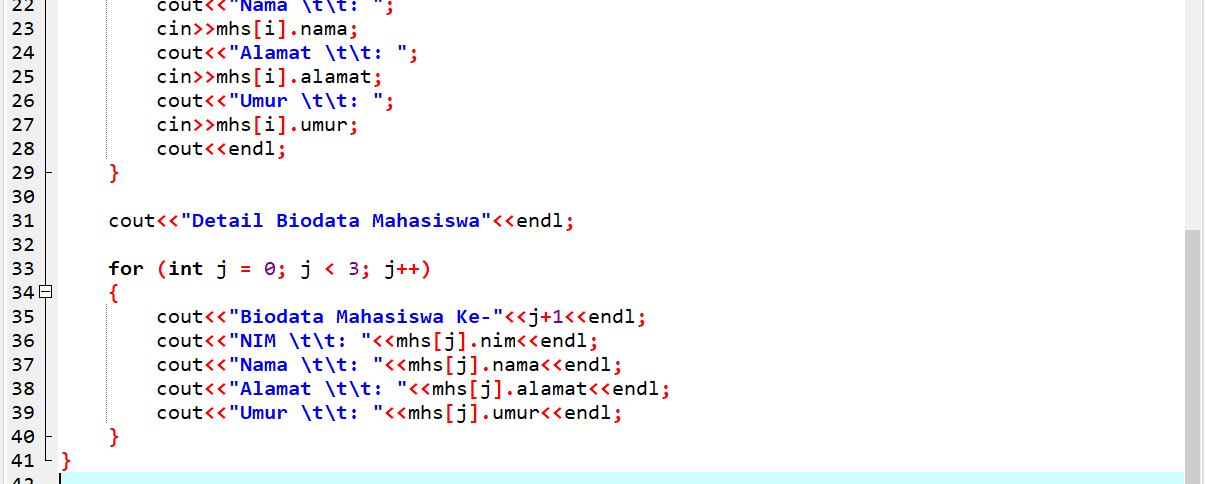 22 cout<<"Nama \t\t: ";
23 cin>>mhs[i].nama;
24 cout<<"Alamat \t\t: ";
25 cin>>mhs[i].alamat;
26 cout<<"Umur \t\t: ";
27 cin>>mhs[i].umur;
28 cout<<endl;
29 }
30
31 cout<<"Detail Biodata Mahasiswa"<<endl;
32
33 for (int j = 0; j < 3; j++)
34 {
35 cout<<"Biodata Mahasiswa Ke-"<<j+1<<endl;
36 cout<<"NIM \t\t: "<<mhs[j].nim<<endl;
37 cout<<"Nama \t\t: "<<mhs[j].nama<<endl;
38 cout<<"Alamat \t\t: "<<mhs[j].alamat<<endl;
39 cout<<"Umur \t\t: "<<mhs[j].umur<<endl;
40 }
41 }
42